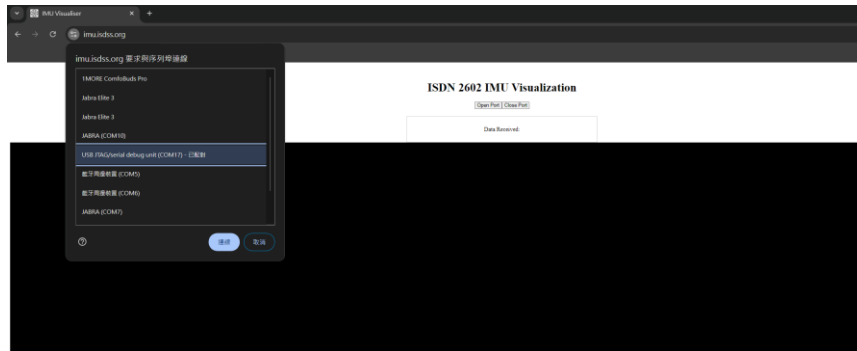 IMU Visualiser
imu.isdss.org
imu.isdss.org 要求與序列埠連線
1MORE ComfoBuds Pro
Jabra Elite 3
Jabra Elite 3
JABRA (COM10)
USB JTAG/serial debug unit (COM17) - 已配對
藍牙周邊裝置 (COM5)
藍牙周邊裝置 (COM6)
JABRA (COM7)
連線 取消
ISDN 2602 IMU Visualization
Open Port Close Port
Data Received: